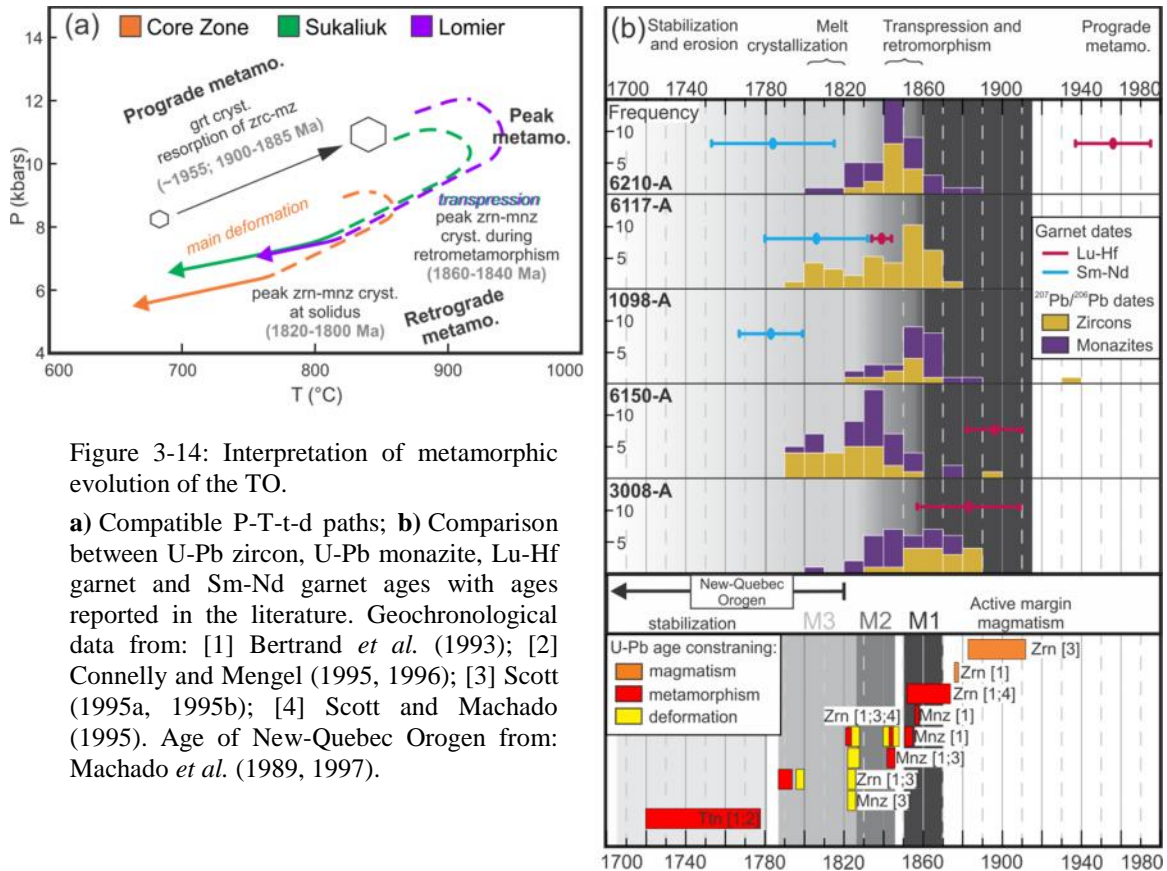 (a) Core Zone Sukaliuk Lomier
P (kbars)
14
12
10
8
6
4
Prograde metamo.
grt cryst.
resorption of zrc-mz
(~1955; 1900-1885 Ma)
Peak
metamo.
main deformation
transpression
peak zrn-mnz
cryst. during
retrometamorphism
(1860-1840 Ma)
peak zrn-mnz cryst.
at solidus
(1820-1800 Ma)
Retrograde
metamo.
600 700 800 900 1000
T (°C)
Figure 3-14: Interpretation of metamorphic
evolution of the TO.
a) Compatible P-T-t-d paths; b) Comparison
between U-Pb zircon, U-Pb monazite, Lu-Hf
garnet and Sm-Nd garnet ages with ages
reported in the literature. Geochronological
data from: [1] Bertrand et al. (1993); [2]
Connelly and Mengel (1995, 1996); [3] Scott
(1995a, 1995b); [4] Scott and Machado
(1995). Age of New-Quebec Orogen from:
Machado et al. (1989, 1997).
(b) Stabilization
and erosion
Melt
crystallization
Transpression and
retromorphism
Prograde
metamo.
1700 1740 1780 1820 1860 1900 1940 1980
Frequency
10
5
6210-A
6117-A
10
5
1098-A
10
5
6150-A
10
5
3008-A
10
5
Garnet dates
Lu-Hf
Sm-Nd
²⁰⁷Pb/²⁰⁶Pb dates
Zircons
Monazites
New-Quebec
Orogen
stabilization
M3 M2 M1
Active margin
magmatism
U-Pb age constraning:
magmatism
metamorphism
deformation
Zrn [3]
Zrn [1]
Zrn [1;4]
Zrn [1;3;4]
Mnz [1]
Mnz [1]
Mnz [1;3]
Zrn [1;3]
Mnz [3]
Ttn [1;2]
1700 1740 1780 1820 1860 1900 1940 1980